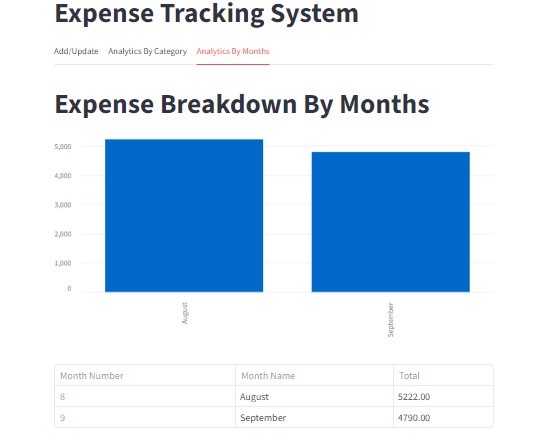 Expense Tracking System
Add/Update Analytics By Category Analytics By Months
Expense Breakdown By Months
5,000
4,000
3,000
2,000
1,000
0
August
September
Month Number Month Name Total
8 August 5222.00
9 September 4790.00